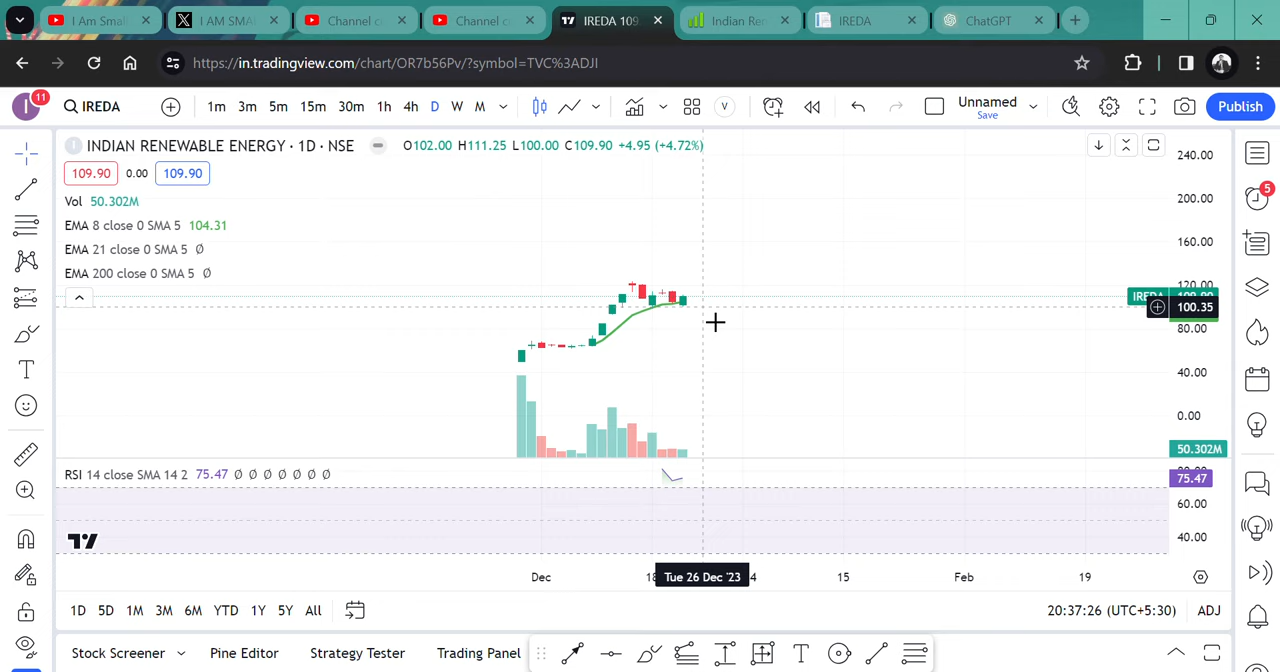 I Am Smal
I AM SMA
Channel c
Channel c
IREDA 109
Indian Ren
IREDA
ChatGPT
https://in.tradingview.com/chart/OR7b56Pv/?symbol=TVC%3ADJI
I 11 IREDA 1m 3m 5m 15m 30m 1h 4h D W M V Unnamed Publish
Save
INDIAN RENEWABLE ENERGY · 1D · NSE O102.00 H111.25 L100.00 C109.90 +4.95 (+4.72%)
109.90 0.00 109.90
Vol 50.302M
EMA 8 close 0 SMA 5 104.31
EMA 21 close 0 SMA 5 Ø
EMA 200 close 0 SMA 5 Ø
240.00
200.00
160.00
120.00
100.35
80.00
40.00
0.00
50.302M
5
RSI 14 close SMA 14 2 75.47 Ø Ø Ø Ø Ø Ø Ø
75.47
60.00
40.00
Dec 18 Tue 26 Dec '23 4 15 Feb 19
1D 5D 1M 3M 6M YTD 1Y 5Y All 20:37:26 (UTC+5:30) ADJ
Stock Screener Pine Editor Strategy Tester Trading Panel